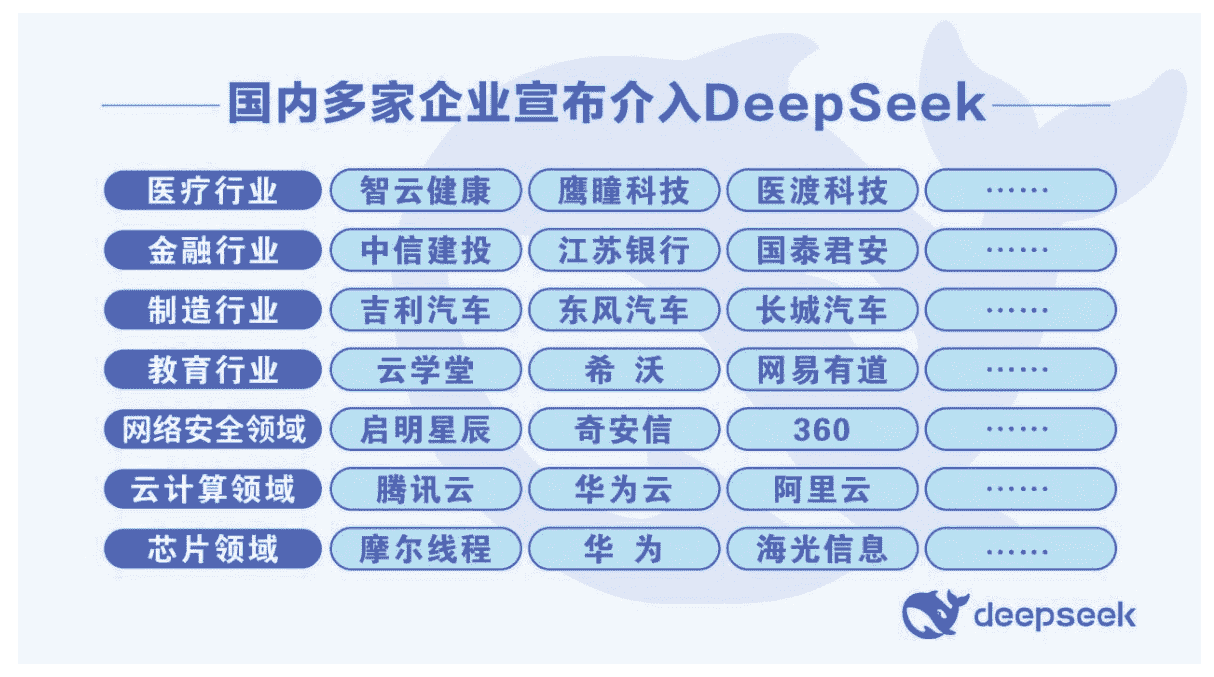 国内多家企业宣布介入DeepSeek
医疗行业 智云健康 鹰瞳科技 医渡科技 ……
金融行业 中信建投 江苏银行 国泰君安 ……
制造行业 吉利汽车 东风汽车 长城汽车 ……
教育行业 云学堂 希 沃 网易有道 ……
网络安全领域 启明星辰 奇安信 360 ……
云计算领域 腾讯云 华为云 阿里云 ……
芯片领域 摩尔线程 华 为 海光信息 ……
deepseek